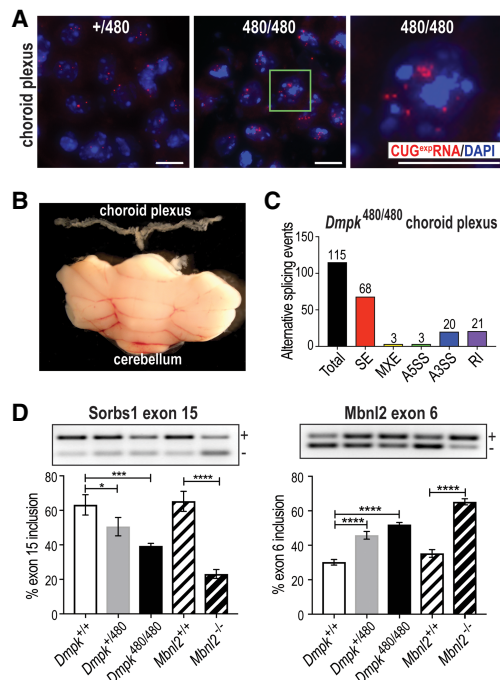 A
+/480
480/480
480/480
choroid plexus
CUGexpRNA/DAPI
B
choroid plexus
cerebellum
C
Dmpk480/480 choroid plexus
Alternative splicing events
150
100
50
0
115
68
3
3
20
21
Total
SE
MXE
A5SS
A3SS
RI
D
Sorbs1 exon 15
+
-
% exon 15 inclusion
80
60
40
20
0
***
*
****
Dmpk+/+
Dmpk+/480
Dmpk480/480
Mbnl2+/+
Mbnl2-/-
Mbnl2 exon 6
+
-
% exon 6 inclusion
80
60
40
20
0
****
****
****
Dmpk+/+
Dmpk+/480
Dmpk480/480
Mbnl2+/+
Mbnl2-/-